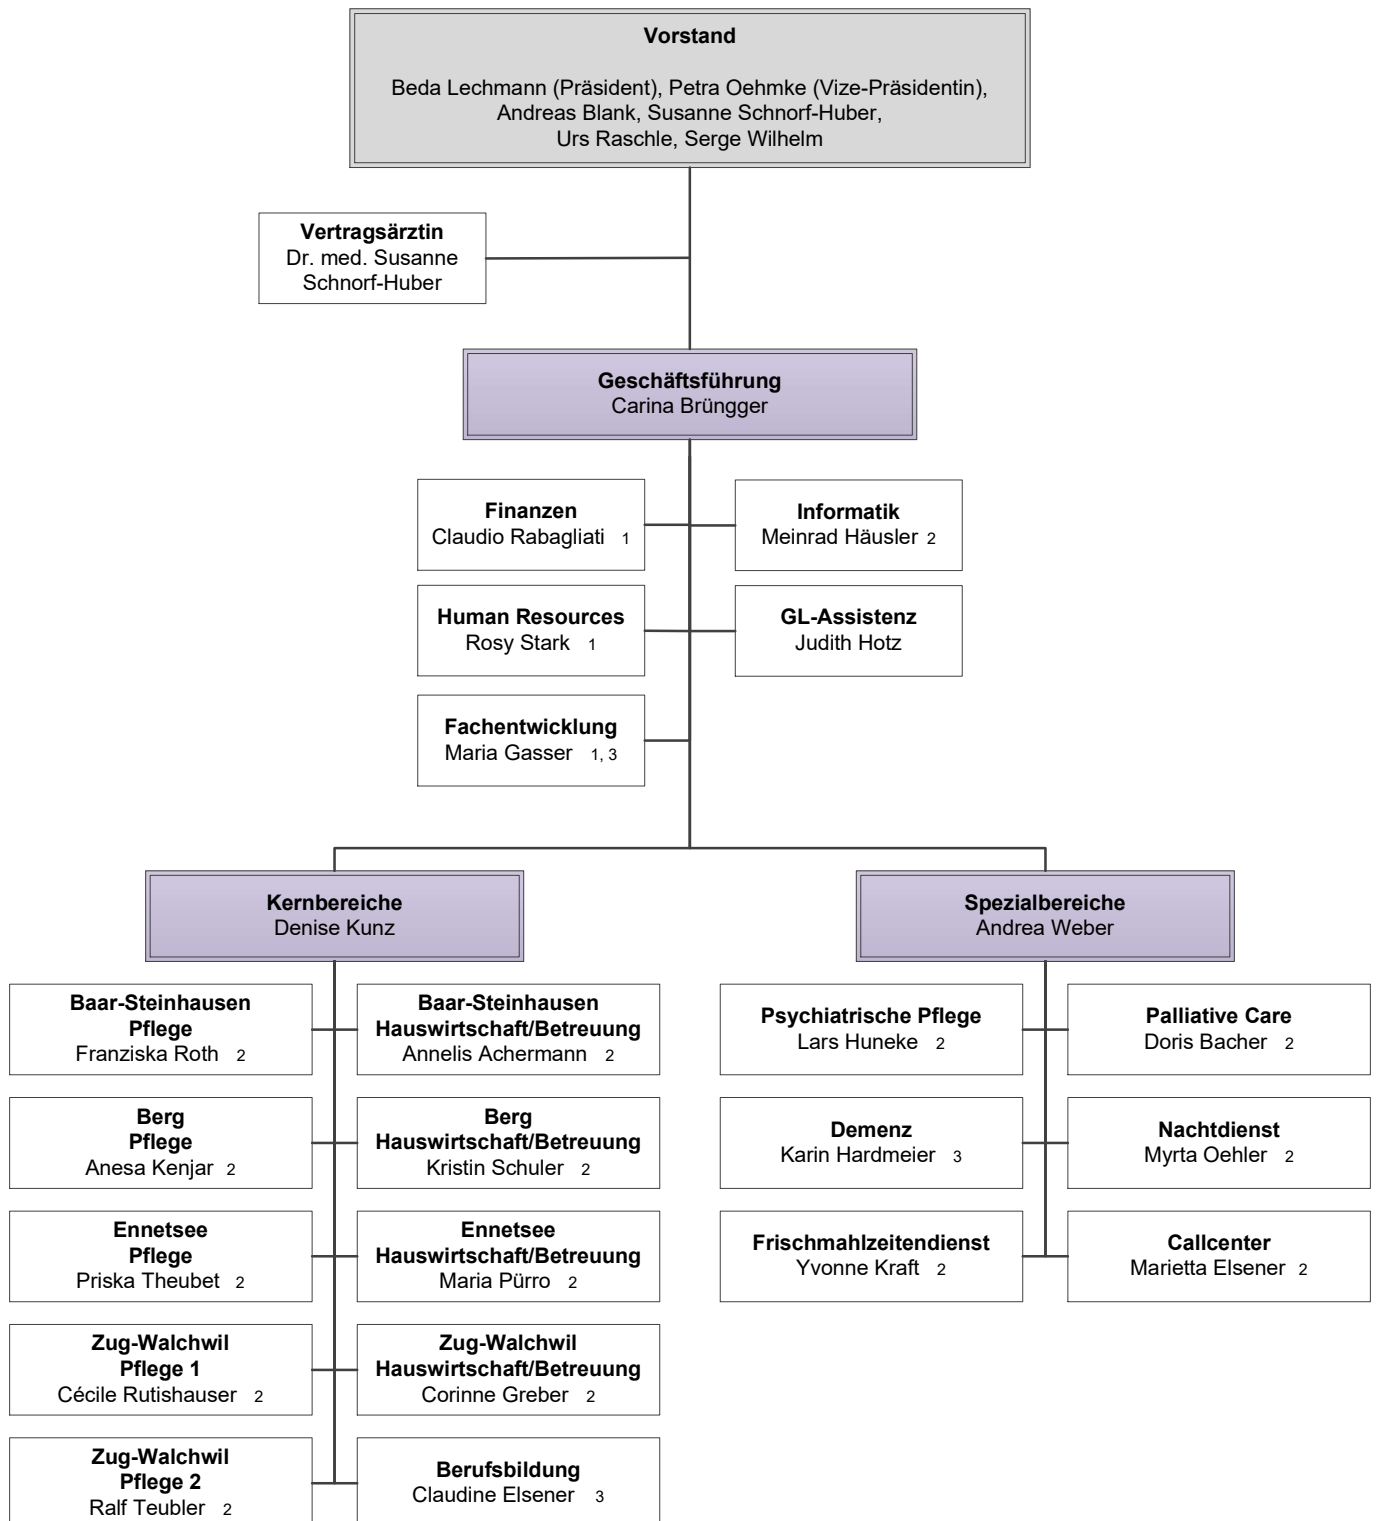 Vorstand
Beda Lechmann (Präsident), Petra Oehmke (Vize-Präsidentin),
Andreas Blank, Susanne Schnorf-Huber,
Urs Raschle, Serge Wilhelm
Vertragsärztin
Dr. med. Susanne
Schnorf-Huber
Geschäftsführung
Carina Brüngger
Finanzen
Claudio Rabagliati 1
Informatik
Meinrad Häusler 2
Human Resources
Rosy Stark 1
GL-Assistenz
Judith Hotz
Fachentwicklung
Maria Gasser 1, 3
Kernbereiche
Denise Kunz
Spezialbereiche
Andrea Weber
Baar-Steinhausen
Pflege
Franziska Roth 2
Baar-Steinhausen
Hauswirtschaft/Betreuung
Annelis Achermann 2
Psychiatrische Pflege
Lars Huneke 2
Palliative Care
Doris Bacher 2
Berg
Pflege
Anesa Kenjar 2
Berg
Hauswirtschaft/Betreuung
Kristin Schuler 2
Demenz
Karin Hardmeier 3
Nachtdienst
Myrta Oehler 2
Ennetsee
Pflege
Priska Theubet 2
Ennetsee
Hauswirtschaft/Betreuung
Maria Pürro 2
Frischmahlzeitendienst
Yvonne Kraft 2
Callcenter
Marietta Elsener 2
Zug-Walchwil
Pflege 1
Cécile Rutishauser 2
Zug-Walchwil
Hauswirtschaft/Betreuung
Corinne Greber 2
Zug-Walchwil
Pflege 2
Ralf Teubler 2
Berufsbildung
Claudine Elsener 3